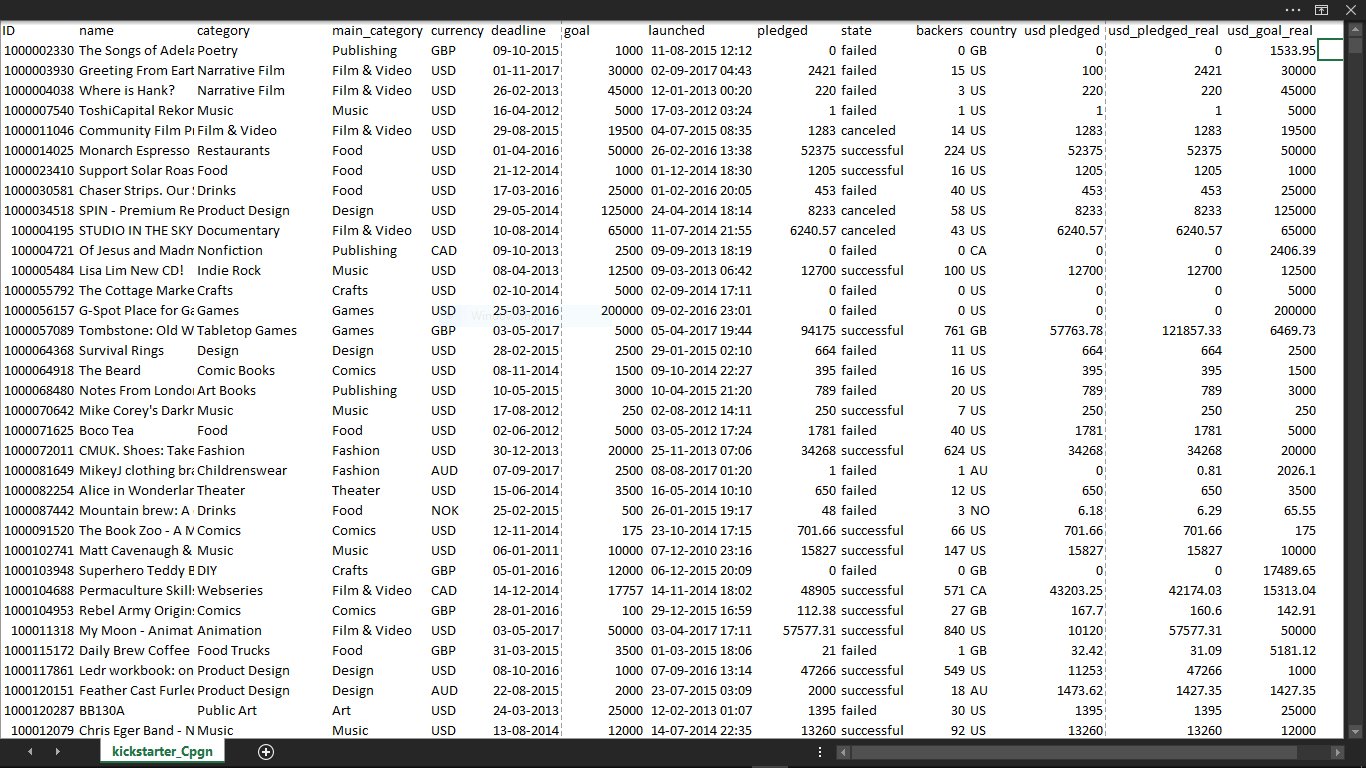 ID name category main_category currency deadline goal launched pledged state backers country usd pledged usd_pledged_real usd_goal_real
1000002330 The Songs of Adela Poetry Publishing GBP 09-10-2015 1000 11-08-2015 12:12 0 failed 0 GB 0 0 1533.95
1000003930 Greeting From Eart Narrative Film Film & Video USD 01-11-2017 30000 02-09-2017 04:43 2421 failed 15 US 100 2421 30000
1000004038 Where is Hank? Narrative Film Film & Video USD 26-02-2013 45000 12-01-2013 00:20 220 failed 3 US 220 220 45000
1000007540 ToshiCapital Rekor Music Music USD 16-04-2012 5000 17-03-2012 03:24 1 failed 1 US 1 1 5000
1000011046 Community Film Pr Film & Video Film & Video USD 29-08-2015 19500 04-07-2015 08:35 1283 canceled 14 US 1283 1283 19500
1000014025 Monarch Espresso Restaurants Food USD 01-04-2016 50000 26-02-2016 13:38 52375 successful 224 US 52375 52375 50000
1000023410 Support Solar Roas Food Food USD 21-12-2014 1000 01-12-2014 18:30 1205 successful 16 US 1205 1205 1000
1000030581 Chaser Strips. Our S Drinks Food USD 17-03-2016 25000 01-02-2016 20:05 453 failed 40 US 453 453 25000
1000034518 SPIN - Premium Re Product Design Design USD 29-05-2014 125000 24-04-2014 18:14 8233 canceled 58 US 8233 8233 125000
100004195 STUDIO IN THE SKY Documentary Film & Video USD 10-08-2014 65000 11-07-2014 21:55 6240.57 canceled 43 US 6240.57 6240.57 65000
100004721 Of Jesus and Madm Nonfiction Publishing CAD 09-10-2013 2500 09-09-2013 18:19 0 failed 0 CA 0 0 2406.39
100005484 Lisa Lim New CD! Indie Rock Music USD 08-04-2013 12500 09-03-2013 06:42 12700 successful 100 US 12700 12700 12500
1000055792 The Cottage Marke Crafts Crafts USD 02-10-2014 5000 02-09-2014 17:11 0 failed 0 US 0 0 5000
1000056157 G-Spot Place for Ga Games Games USD 25-03-2016 200000 09-02-2016 23:01 0 failed 0 US 0 0 200000
1000057089 Tombstone: Old W Tabletop Games Games GBP 03-05-2017 5000 05-04-2017 19:44 94175 successful 761 GB 57763.78 121857.33 6469.73
1000064368 Survival Rings Design Design USD 28-02-2015 2500 29-01-2015 02:10 664 failed 11 US 664 664 2500
1000064918 The Beard Comic Books Comics USD 08-11-2014 1500 09-10-2014 22:27 395 failed 16 US 395 395 1500
1000068480 Notes From London Art Books Publishing USD 10-05-2015 3000 10-04-2015 21:20 789 failed 20 US 789 789 3000
1000070642 Mike Corey's Darkn Music Music USD 17-08-2012 250 02-08-2012 14:11 250 successful 7 US 250 250 250
1000071625 Boco Tea Food Food USD 02-06-2012 5000 03-05-2012 17:24 1781 failed 40 US 1781 1781 5000
1000072011 CMUK. Shoes: Take Fashion Fashion USD 30-12-2013 20000 25-11-2013 07:06 34268 successful 624 US 34268 34268 20000
1000081649 MikeyJ clothing bra Childrenswear Fashion AUD 07-09-2017 2500 08-08-2017 01:20 1 failed 1 AU 0 0.81 2026.1
1000082254 Alice in Wonderlar Theater Theater USD 15-06-2014 3500 16-05-2014 10:10 650 failed 12 US 650 650 3500
1000087442 Mountain brew: A Drinks Food NOK 25-02-2015 500 26-01-2015 19:17 48 failed 3 NO 6.18 6.29 65.55
1000091520 The Book Zoo - A M Comics Comics USD 12-11-2014 175 23-10-2014 17:15 701.66 successful 66 US 701.66 701.66 175
1000102741 Matt Cavenaugh & Music Music USD 06-01-2011 10000 07-12-2010 23:16 15827 successful 147 US 15827 15827 10000
1000103948 Superhero Teddy B DIY Crafts GBP 05-01-2016 12000 06-12-2015 20:09 0 failed 0 GB 0 0 17489.65
1000104688 Permaculture Skills Webseries Film & Video CAD 14-12-2014 17757 14-11-2014 18:02 48905 successful 571 CA 43203.25 42174.03 15313.04
1000104953 Rebel Army Origins Comics Comics GBP 28-01-2016 100 29-12-2015 16:59 112.38 successful 27 GB 167.7 160.6 142.91
100011318 My Moon - Animat Animation Film & Video USD 03-05-2017 50000 03-04-2017 17:11 57577.31 successful 840 US 10120 57577.31 50000
1000115172 Daily Brew Coffee Food Trucks Food GBP 31-03-2015 3500 01-03-2015 18:06 21 failed 1 GB 32.42 31.09 5181.12
1000117861 Ledr workbook: on Product Design Design USD 08-10-2016 1000 07-09-2016 13:14 47266 successful 549 US 11253 47266 1000
1000120151 Feather Cast Furlec Product Design Design AUD 22-08-2015 2000 23-07-2015 03:09 2000 successful 18 AU 1473.62 1427.35 1427.35
1000120287 BB130A Public Art Art USD 24-03-2013 25000 12-02-2013 01:07 1395 failed 30 US 1395 1395 25000
100012079 Chris Eger Band - N Music Music USD 13-08-2014 12000 14-07-2014 22:35 13260 successful 92 US 13260 13260 12000
kickstarter_Cpgn